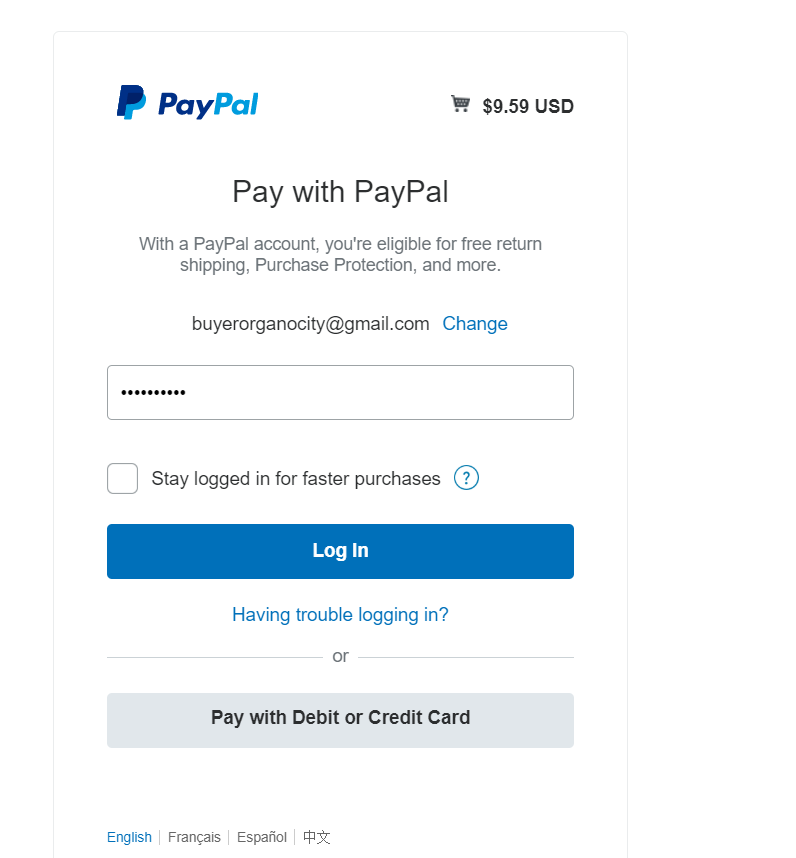 PayPal
$9.59 USD
Pay with PayPal
With a PayPal account, you're eligible for free return
shipping, Purchase Protection, and more.
buyerorganocity@gmail.com Change
••••••••••
Stay logged in for faster purchases ?
Log In
Having trouble logging in?
or
Pay with Debit or Credit Card
English Français Español 中文